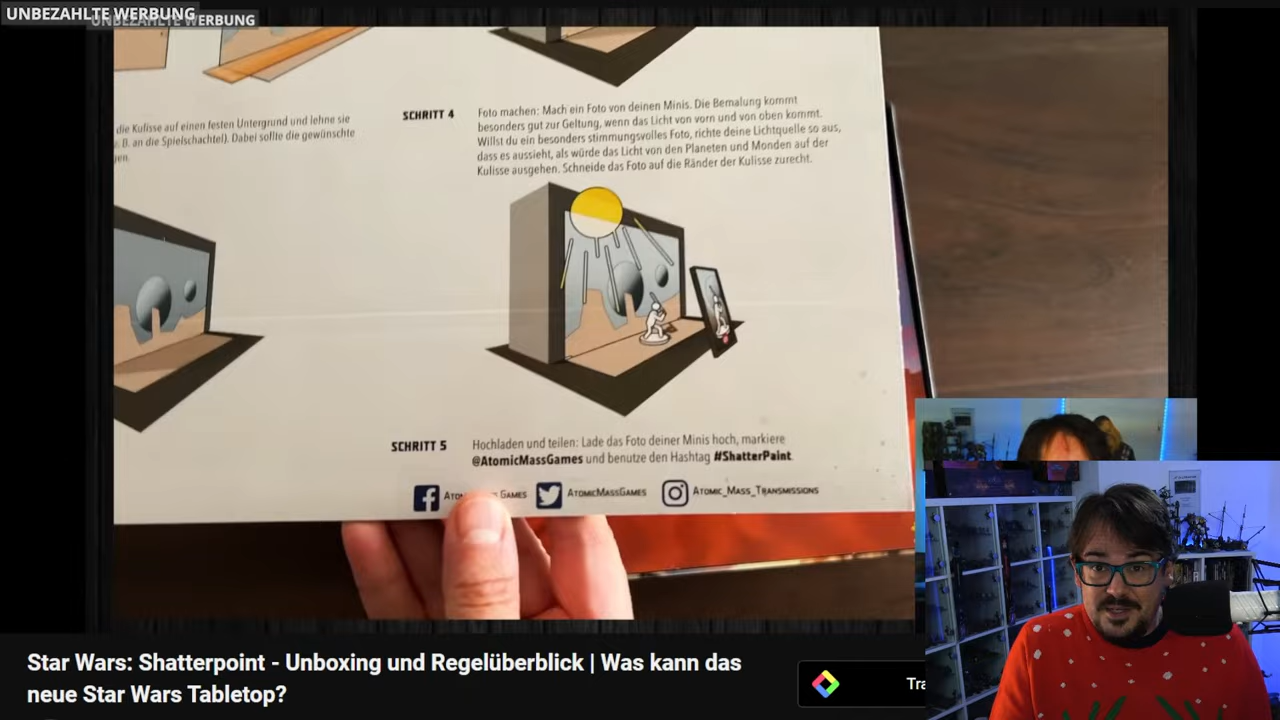 UNBEZAHLTE WERBUNG
UNBEZAHLTE WERBUNG
die Kulisse auf einen festen Untergrund und lehne sie
B. an die Spielschachtel). Dabei sollte die gewünschte
SCHRITT 4
Foto machen: Mach ein Foto von deinen Minis. Die Bemalung kommt
besonders gut zur Geltung, wenn das Licht von vorn und von oben kommt.
Willst du ein besonders stimmungsvolles Foto, richte deine Lichtquelle so aus,
dass es aussieht, als würde das Licht von den Planeten und Monden auf der
Kulisse ausgehen. Schneide das Foto auf die Ränder der Kulisse zurecht.
SCHRITT 5
Hochladen und teilen: Lade das Foto deiner Minis hoch, markiere
@AtomicMassGames und benutze den Hashtag #ShatterPaint.
GAMES
ATOMICMASSGAMES
ATOMIC_MASS_TRANSMISSIONS
Star Wars: Shatterpoint - Unboxing und Regelüberblick | Was kann das
neue Star Wars Tabletop?